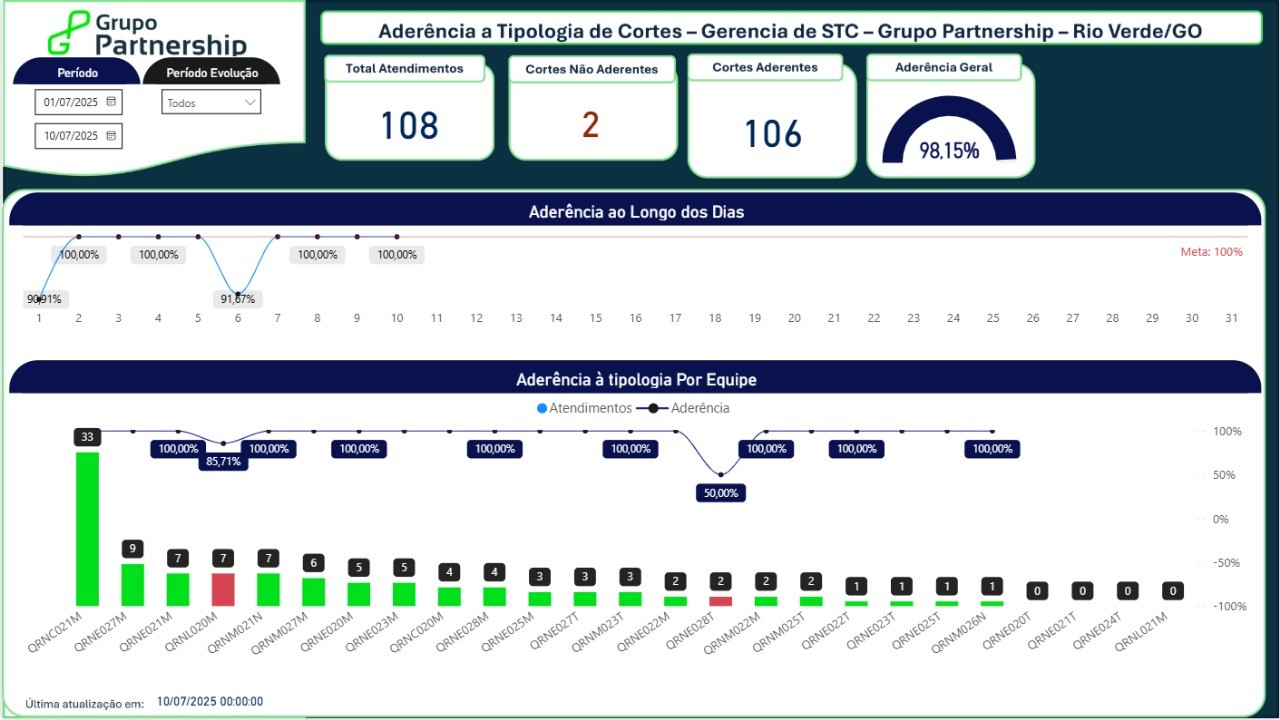 Grupo
Partnership
Aderência a Tipologia de Cortes – Gerencia de STC – Grupo Partnership – Rio Verde/GO
Período
Período Evolução
01/07/2025
Todos
10/07/2025
Total Atendimentos
Cortes Não Aderentes
Cortes Aderentes
Aderência Geral
108
2
106
98,15%
Aderência ao Longo dos Dias
100,00% 100,00% 100,00% 100,00%
Meta: 100%
90,91% 91,67%
1 2 3 4 5 6 7 8 9 10 11 12 13 14 15 16 17 18 19 20 21 22 23 24 25 26 27 28 29 30 31
Aderência à tipologia Por Equipe
Atendimentos Aderência
100,00% 85,71% 100,00% 100,00% 100,00% 100,00% 50,00% 100,00% 100,00% 100,00%
100%
50%
0%
-50%
-100%
33 9 7 7 7 6 5 5 4 4 3 3 3 2 2 2 2 1 1 1 1 0 0 0 0
QRNC021M QRNE027M QRNE021M QRNL020M QRNM021N QRNM027M QRNE020M QRNE023M QRNC020M QRNE028M QRNE025M QRNE027T QRNM023T QRNE022M QRNE028T QRNM022M QRNM025T QRNE022T QRNE023T QRNE025T QRNM026N QRNE020T QRNE021T QRNE024T QRNL021M
Última atualização em: 10/07/2025 00:00:00